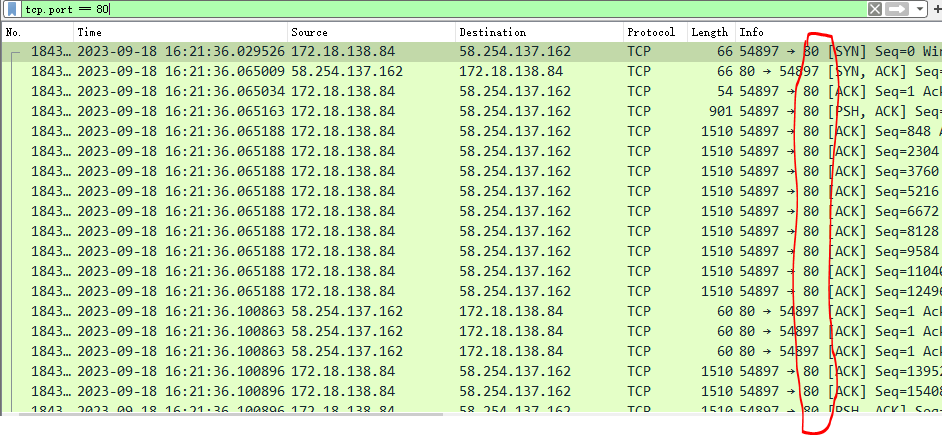 tcp.port == 80
No. Time Source Destination Protocol Length Info
1843… 2023-09-18 16:21:36.029526 172.18.138.84 58.254.137.162 TCP 66 54897 → 80 [SYN] Seq=0 Win
1843… 2023-09-18 16:21:36.065009 58.254.137.162 172.18.138.84 TCP 66 80 → 54897 [SYN, ACK] Seq=
1843… 2023-09-18 16:21:36.065034 172.18.138.84 58.254.137.162 TCP 54 54897 → 80 [ACK] Seq=1 Ack
1843… 2023-09-18 16:21:36.065163 172.18.138.84 58.254.137.162 TCP 901 54897 → 80 [PSH, ACK] Seq=
1843… 2023-09-18 16:21:36.065188 172.18.138.84 58.254.137.162 TCP 1510 54897 → 80 [ACK] Seq=848 A
1843… 2023-09-18 16:21:36.065188 172.18.138.84 58.254.137.162 TCP 1510 54897 → 80 [ACK] Seq=2304
1843… 2023-09-18 16:21:36.065188 172.18.138.84 58.254.137.162 TCP 1510 54897 → 80 [ACK] Seq=3760
1843… 2023-09-18 16:21:36.065188 172.18.138.84 58.254.137.162 TCP 1510 54897 → 80 [ACK] Seq=5216
1843… 2023-09-18 16:21:36.065188 172.18.138.84 58.254.137.162 TCP 1510 54897 → 80 [ACK] Seq=6672
1843… 2023-09-18 16:21:36.065188 172.18.138.84 58.254.137.162 TCP 1510 54897 → 80 [ACK] Seq=8128
1843… 2023-09-18 16:21:36.065188 172.18.138.84 58.254.137.162 TCP 1510 54897 → 80 [ACK] Seq=9584
1843… 2023-09-18 16:21:36.065188 172.18.138.84 58.254.137.162 TCP 1510 54897 → 80 [ACK] Seq=11040
1843… 2023-09-18 16:21:36.065188 172.18.138.84 58.254.137.162 TCP 1510 54897 → 80 [ACK] Seq=12496
1843… 2023-09-18 16:21:36.100863 58.254.137.162 172.18.138.84 TCP 60 80 → 54897 [ACK] Seq=1 Ack
1843… 2023-09-18 16:21:36.100863 58.254.137.162 172.18.138.84 TCP 60 80 → 54897 [ACK] Seq=1 Ack
1843… 2023-09-18 16:21:36.100863 58.254.137.162 172.18.138.84 TCP 60 80 → 54897 [ACK] Seq=1 Ack
1843… 2023-09-18 16:21:36.100896 172.18.138.84 58.254.137.162 TCP 1510 54897 → 80 [ACK] Seq=13952
1843… 2023-09-18 16:21:36.100896 172.18.138.84 58.254.137.162 TCP 1510 54897 → 80 [ACK] Seq=15408
1843… 2023-09-18 16:21:36.100896 172.18.138.84 58.254.137.162 TCP 1510 54897 → 80 [PSH, ACK] Seq=